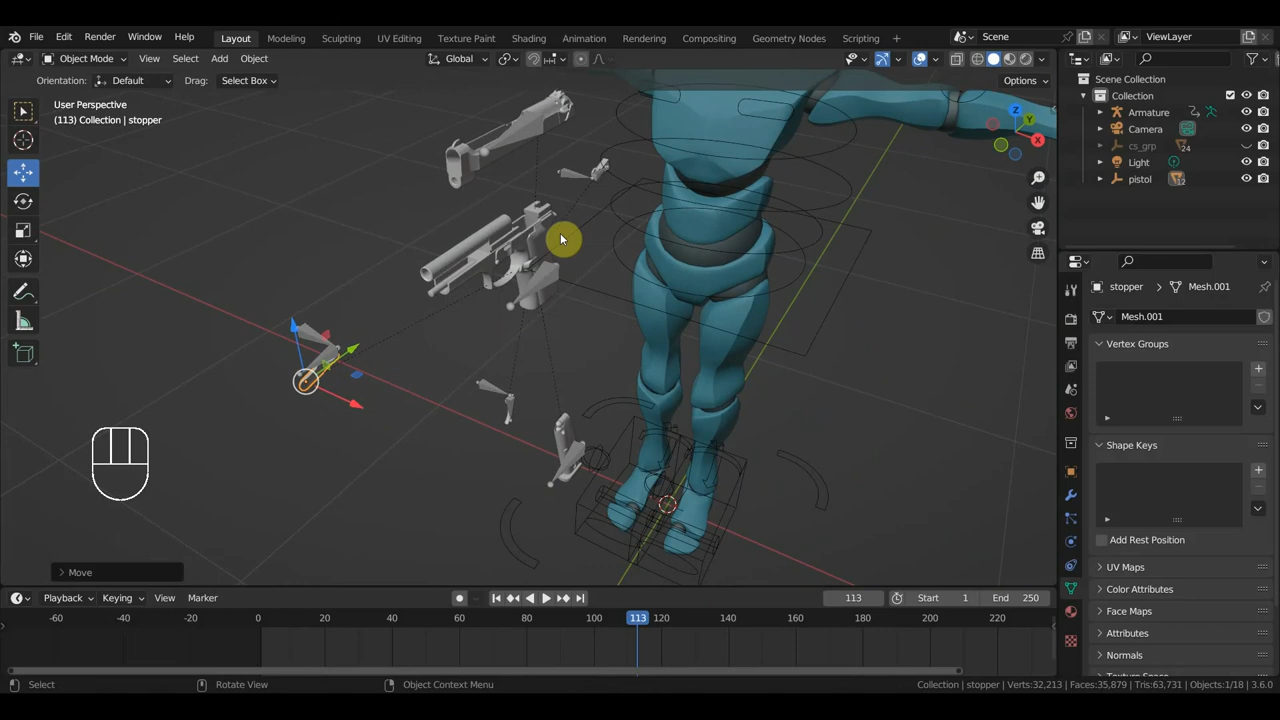 File Edit Render Window Help Layout Modeling Sculpting UV Editing Texture Paint Shading Animation Rendering Compositing Geometry Nodes Scripting + Scene ViewLayer
Object Mode View Select Add Object Global
Orientation: Default Drag: Select Box Options
User Perspective
(113) Collection | stopper
Z
Y
X
Scene Collection
Collection
Armature
Camera
cs_grp 24
Light
pistol 12
stopper Mesh.001
Mesh.001
Vertex Groups
Shape Keys
Add Rest Position
UV Maps
Color Attributes
Face Maps
Attributes
Normals
Texture Space
Move
Playback Keying View Marker 113 Start 1 End 250
-60 -40 -20 0 20 40 60 80 100 113 120 140 160 180 200 220
Select Rotate View Object Context Menu Collection | stopper | Verts:32,213 | Faces:35,879 | Tris:63,731 | Objects:1/18 | 3.6.0